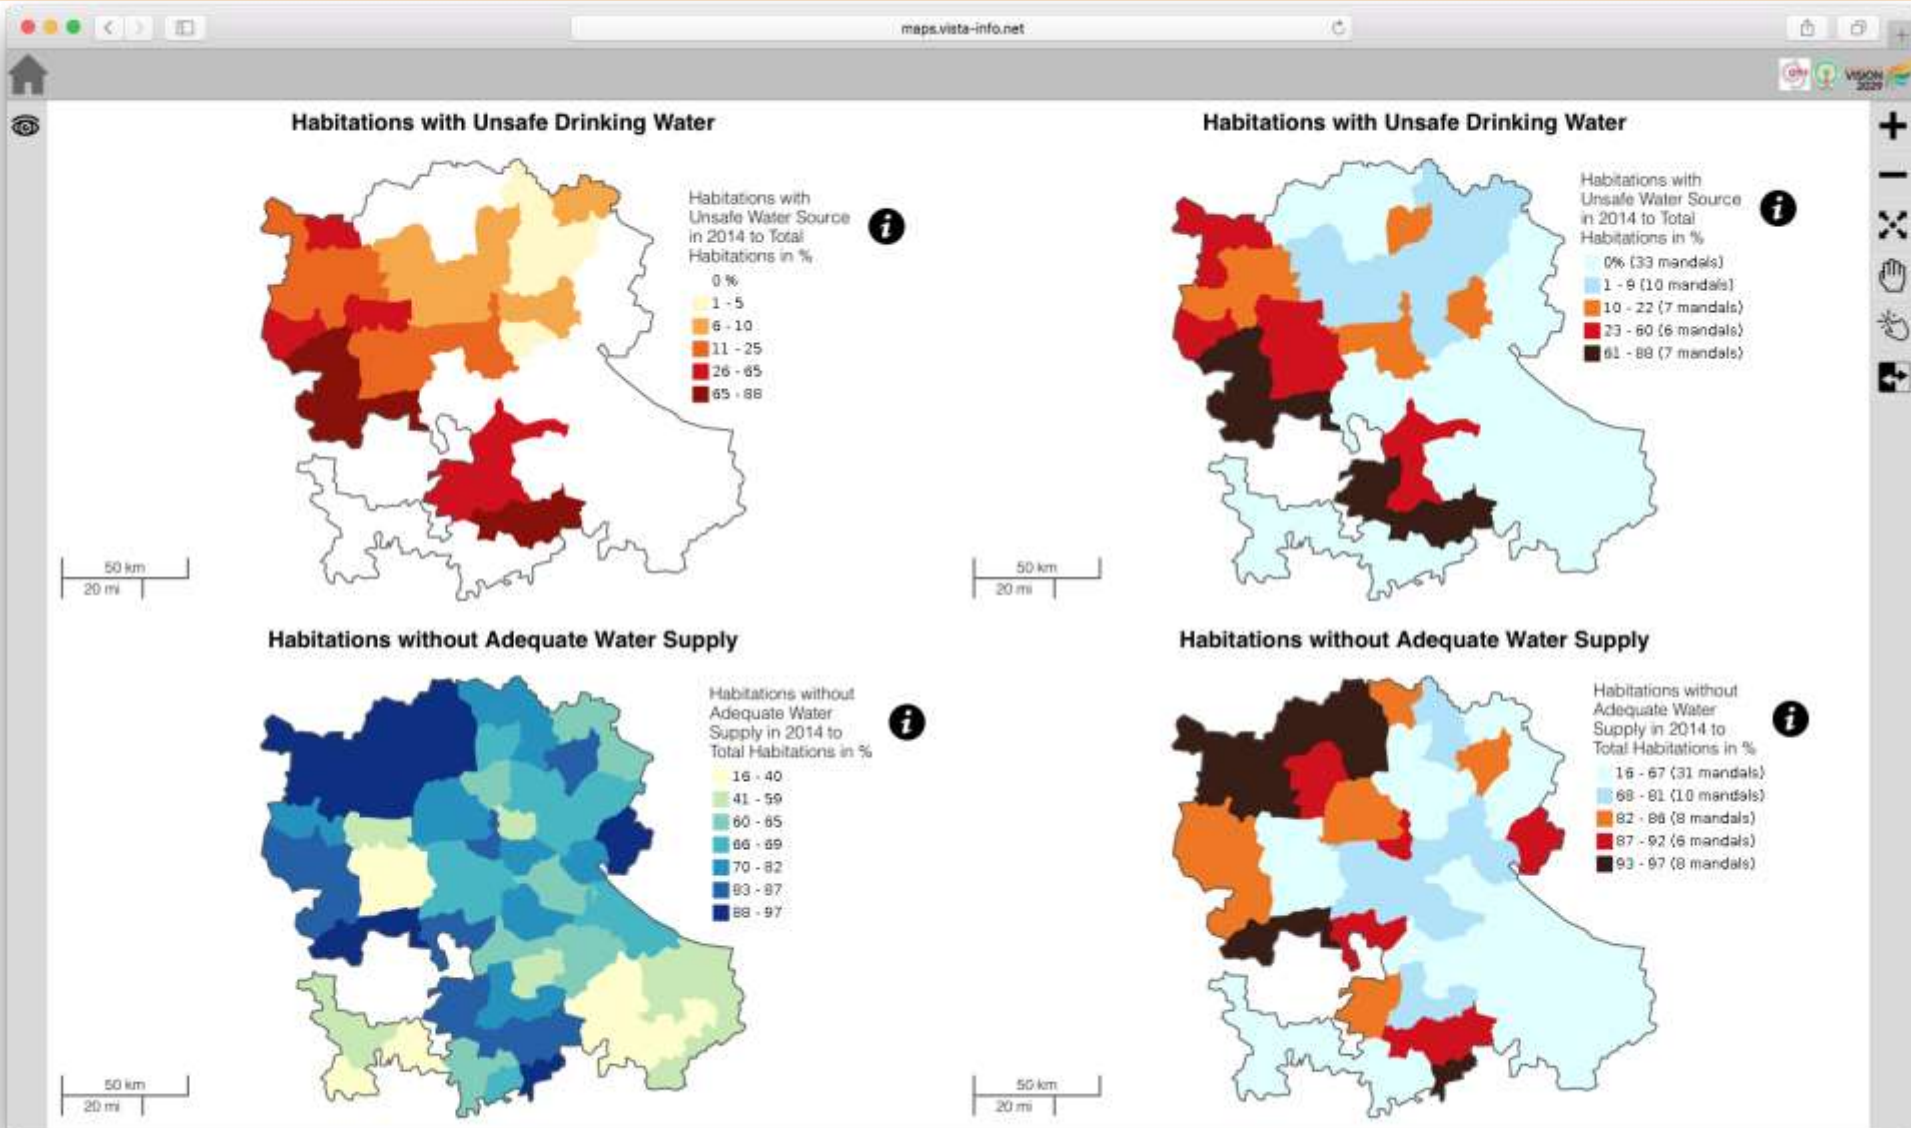 maps.vista-info.net
VISION
2029
Habitations with Unsafe Drinking Water
Habitations with
Unsafe Water Source
in 2014 to Total
Habitations in %
0 %
1 - 5
6 - 10
11 - 25
26 - 65
65 - 88
50 km
20 mi
Habitations with Unsafe Drinking Water
Habitations with
Unsafe Water Source
in 2014 to Total
Habitations in %
0% (33 mandals)
1 - 9 (10 mandals)
10 - 22 (7 mandals)
23 - 60 (6 mandals)
61 - 88 (7 mandals)
50 km
20 mi
Habitations without Adequate Water Supply
Habitations without
Adequate Water
Supply in 2014 to
Total Habitations in %
16 - 40
41 - 59
60 - 65
66 - 69
70 - 82
83 - 87
88 - 97
50 km
20 mi
Habitations without Adequate Water Supply
Habitations without
Adequate Water
Supply in 2014 to
Total Habitations in %
16 - 67 (31 mandals)
68 - 81 (10 mandals)
82 - 86 (8 mandals)
87 - 92 (6 mandals)
93 - 97 (8 mandals)
50 km
20 mi